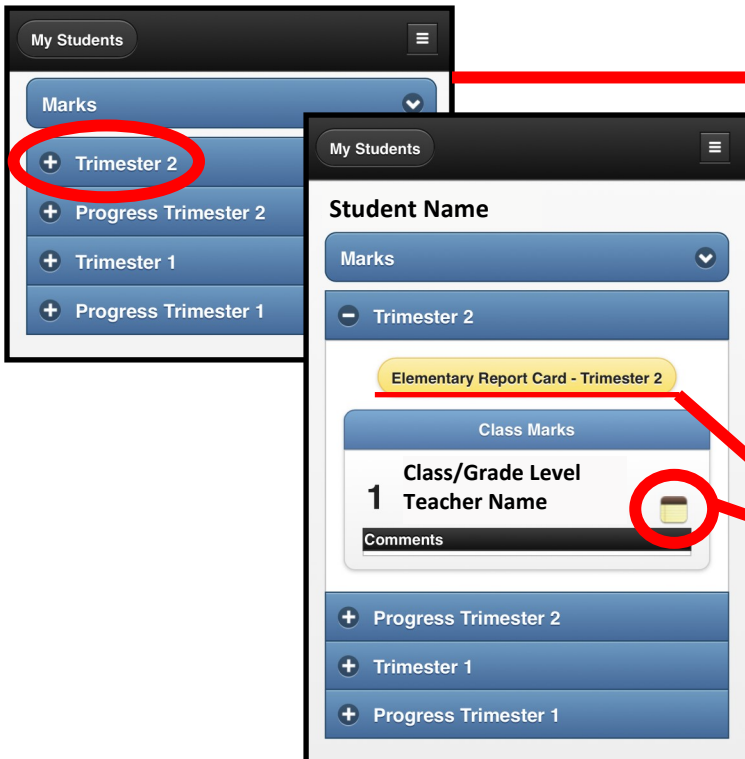 My Students
Marks
Trimester 2
Progress Trimester 2
Trimester 1
Progress Trimester 1
My Students
Student Name
Marks
Trimester 2
Elementary Report Card - Trimester 2
Class Marks
1
Class/Grade Level
Teacher Name
Comments
Progress Trimester 2
Trimester 1
Progress Trimester 1